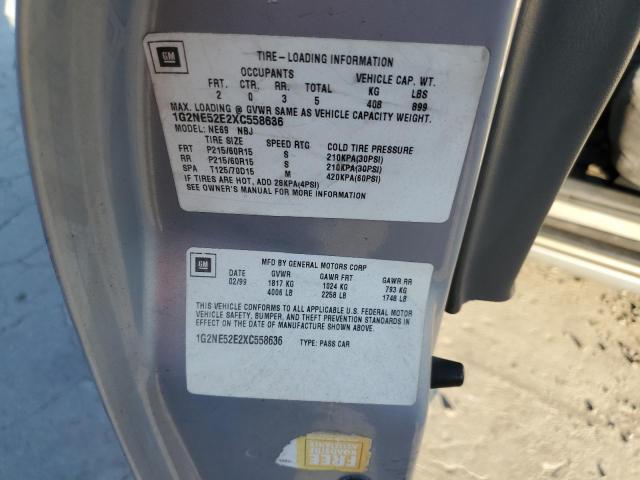 GM
TIRE-LOADING INFORMATION
OCCUPANTS VEHICLE CAP. WT.
FRT. CTR. RR. TOTAL KG LBS
2 0 3 5 408 899
MAX. LOADING @ GVWR SAME AS VEHICLE CAPACITY WEIGHT.
1G2NE52E2XC558636
MODEL: NE69 NBJ
TIRE SIZE SPEED RTG COLD TIRE PRESSURE
FRT P215/60R15 S 210KPA(30PSI)
RR P215/60R15 S 210KPA(30PSI)
SPA T125/70D15 M 420KPA(60PSI)
IF TIRES ARE HOT, ADD 28KPA(4PSI)
SEE OWNER'S MANUAL FOR MORE INFORMATION
GM
MFD BY GENERAL MOTORS CORP
DATE GVWR GAWR FRT GAWR RR
02/99 1817 KG 1024 KG 793 KG
4006 LB 2258 LB 1748 LB
THIS VEHICLE CONFORMS TO ALL APPLICABLE U.S. FEDERAL MOTOR
VEHICLE SAFETY, BUMPER, AND THEFT PREVENTION STANDARDS IN
EFFECT ON THE DATE OF MANUFACTURE SHOWN ABOVE.
1G2NE52E2XC558636 TYPE: PASS CAR
FREE